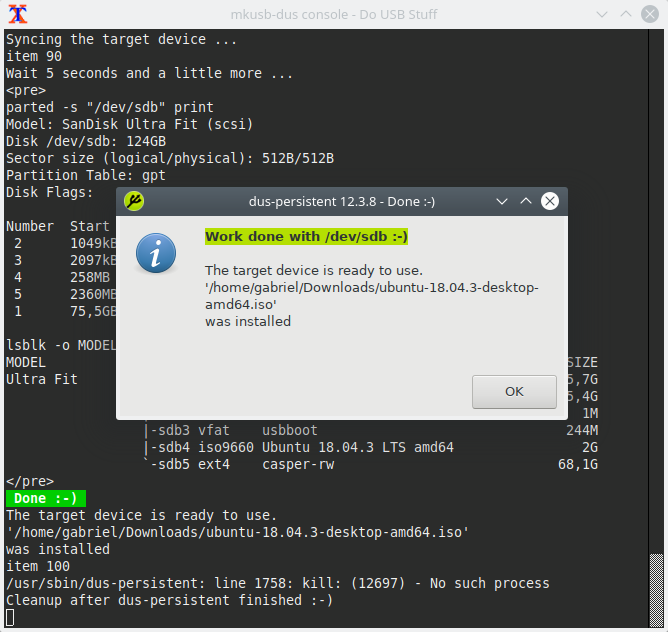 mkusb-dus console - Do USB Stuff
Syncing the target device ...
item 90
Wait 5 seconds and a little more ...
<pre>
parted -s "/dev/sdb" print
Model: SanDisk Ultra Fit (scsi)
Disk /dev/sdb: 124GB
Sector size (logical/physical): 512B/512B
Partition Table: gpt
Disk Flags:
Number  Start
2      1049kB
3      2097kB
4      258MB
5      2360MB
1      75,5GB
lsblk -o MODEL
MODEL SIZE
Ultra Fit 5,7G
5,4G
1M
|-sdb3 vfat    usbboot 244M
|-sdb4 iso9660 Ubuntu 18.04.3 LTS amd64 2G
`-sdb5 ext4    casper-rw 68,1G
</pre>
Done :-)
The target device is ready to use.
'/home/gabriel/Downloads/ubuntu-18.04.3-desktop-amd64.iso'
was installed
item 100
/usr/sbin/dus-persistent: line 1758: kill: (12697) - No such process
Cleanup after dus-persistent finished :-)
dus-persistent 12.3.8 - Done :-)
Work done with /dev/sdb :-)
The target device is ready to use.
'/home/gabriel/Downloads/ubuntu-18.04.3-desktop-
amd64.iso'
was installed
OK